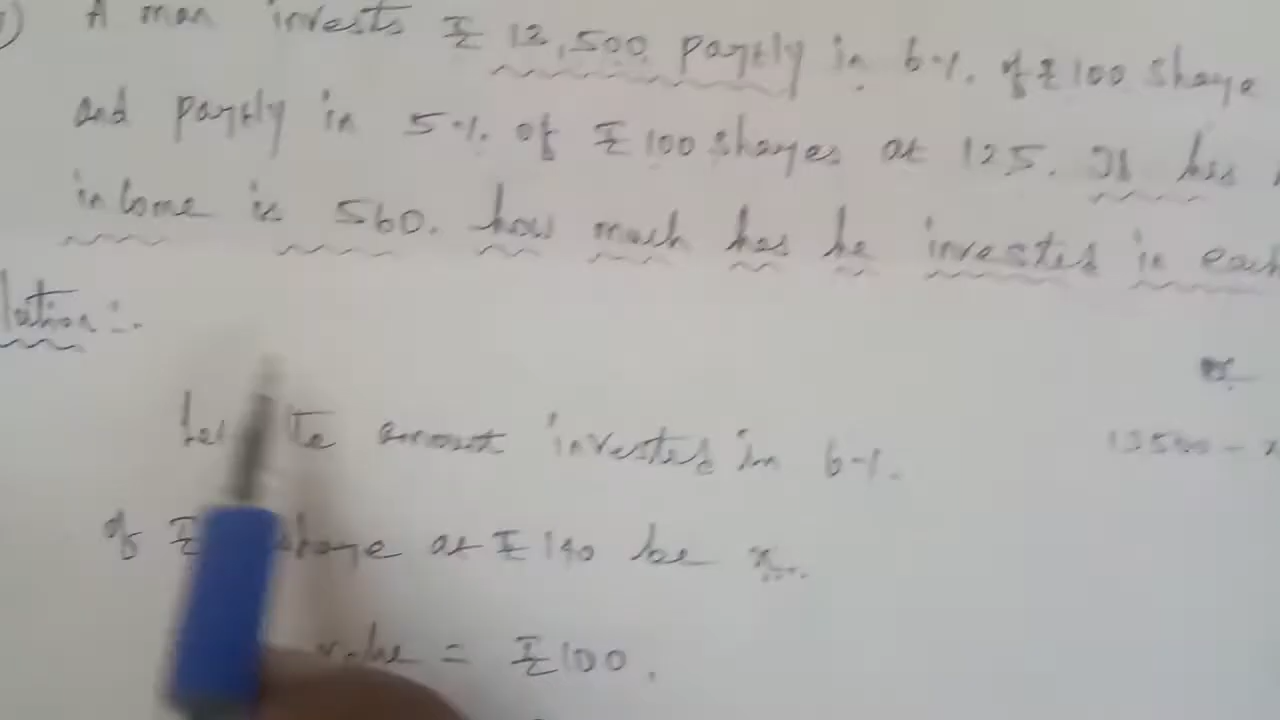 A man invests ₹ 12,500 partly in 6%. of ₹ 100 share
and partly in 5%. of ₹ 100 shares at 125. If his
income is 560. how much has he invested in each
lution:-
Let amount invested in 6%.
12500 - x
of ₹ share at ₹ 140 be x.
value = ₹100.